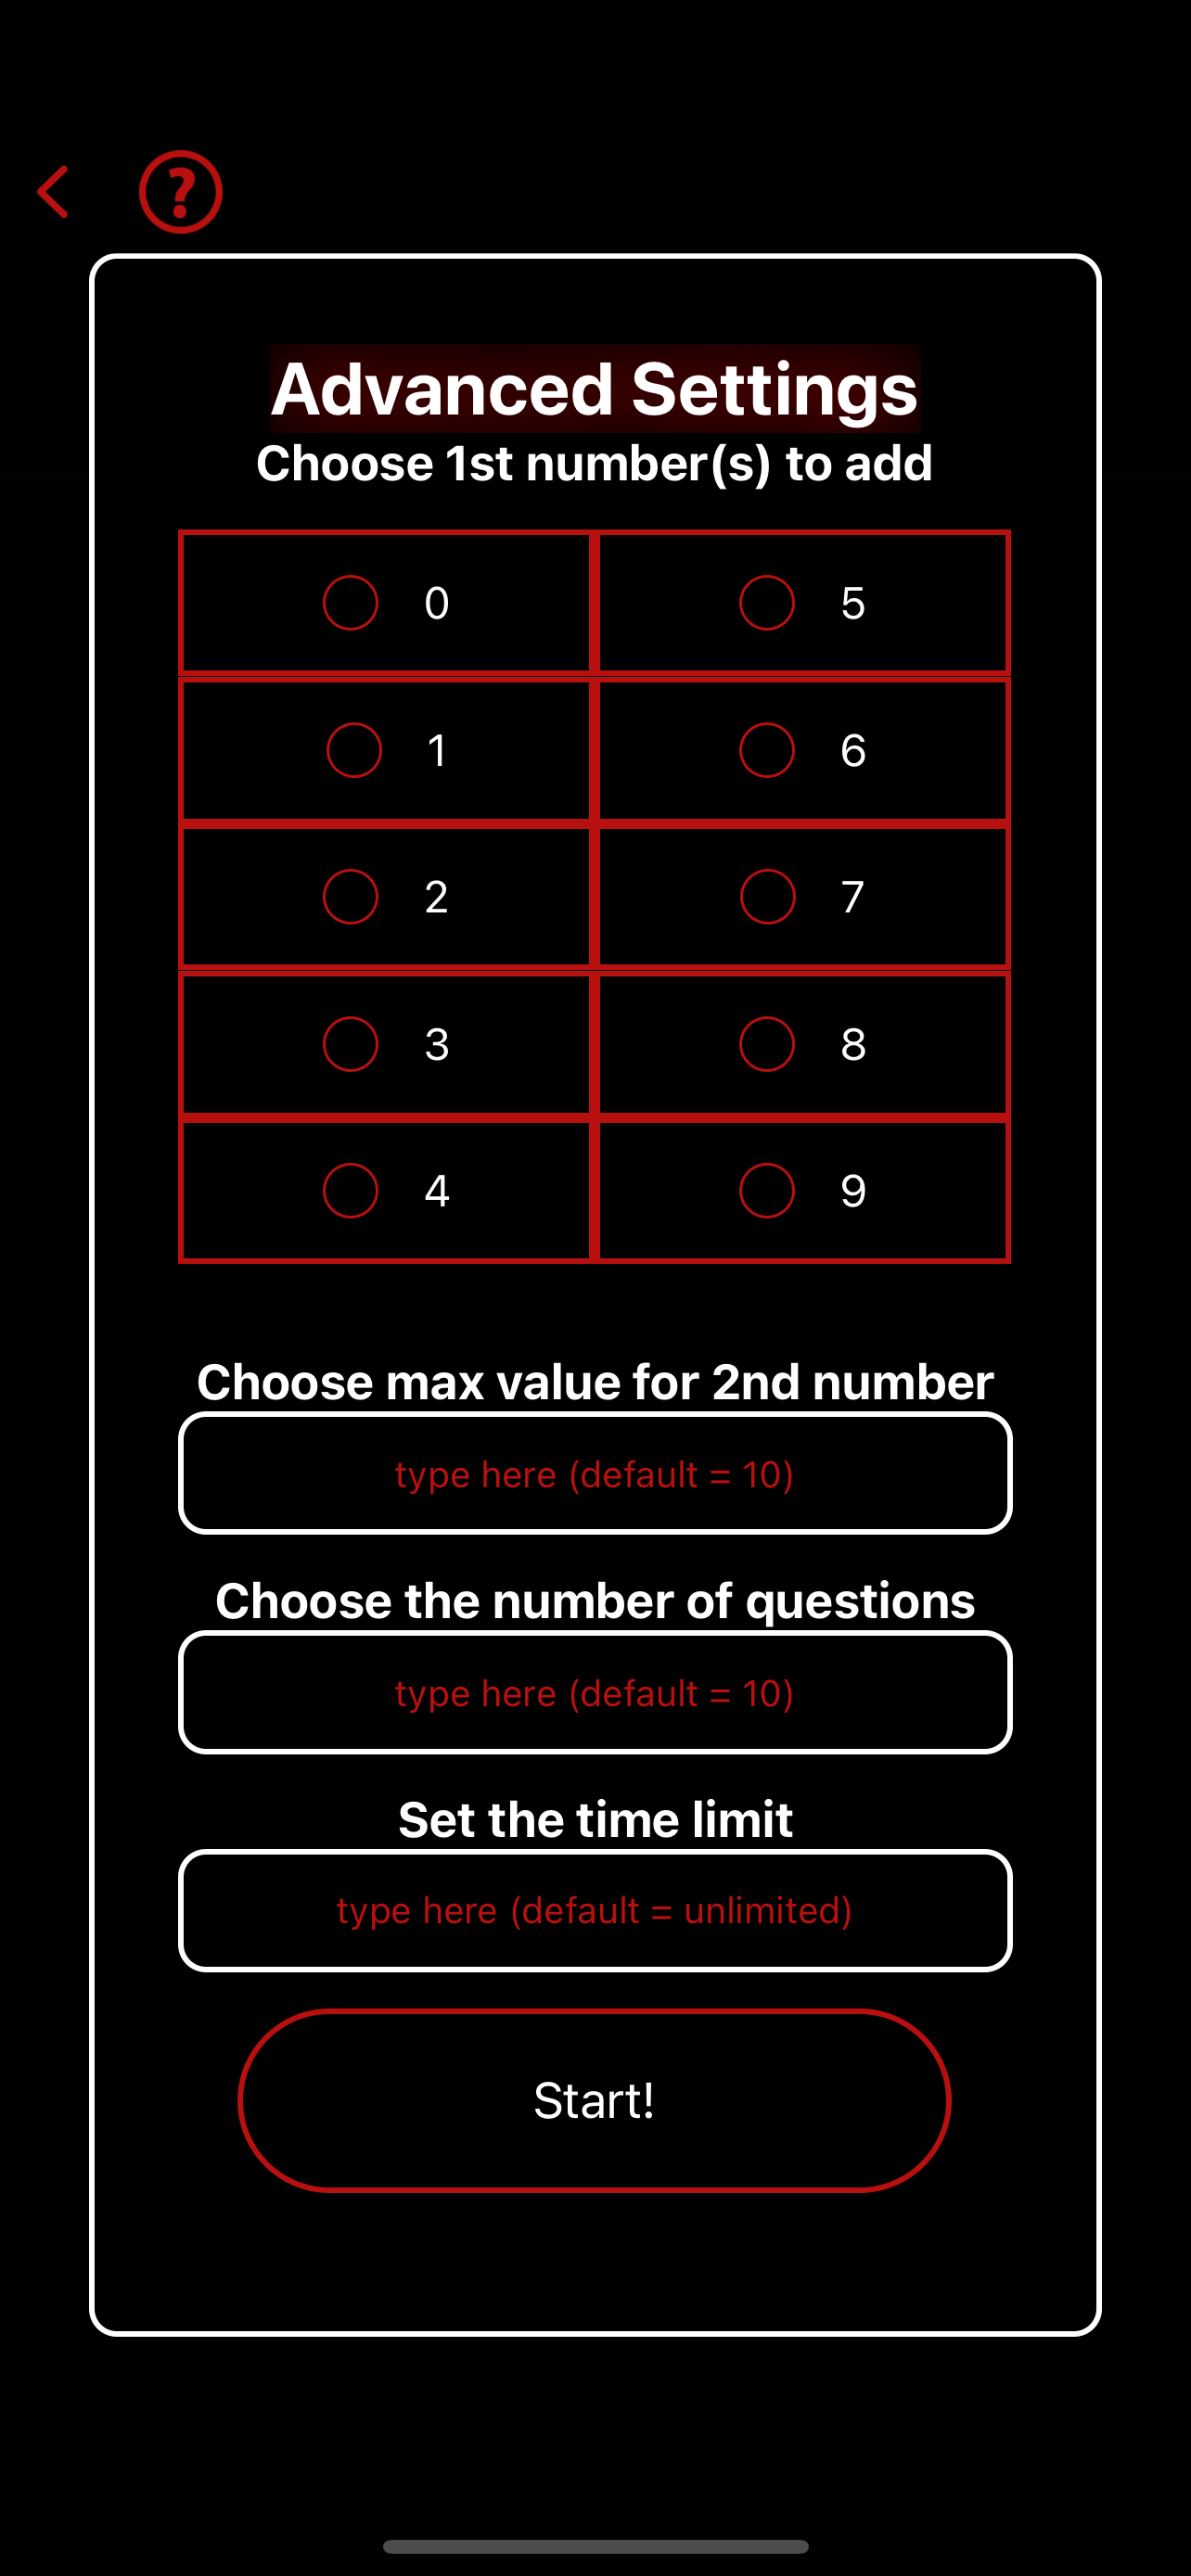 ?
Advanced Settings
Choose 1st number(s) to add
0 5
1 6
2 7
3 8
4 9
Choose max value for 2nd number
type here (default = 10)
Choose the number of questions
type here (default = 10)
Set the time limit
type here (default = unlimited)
Start!